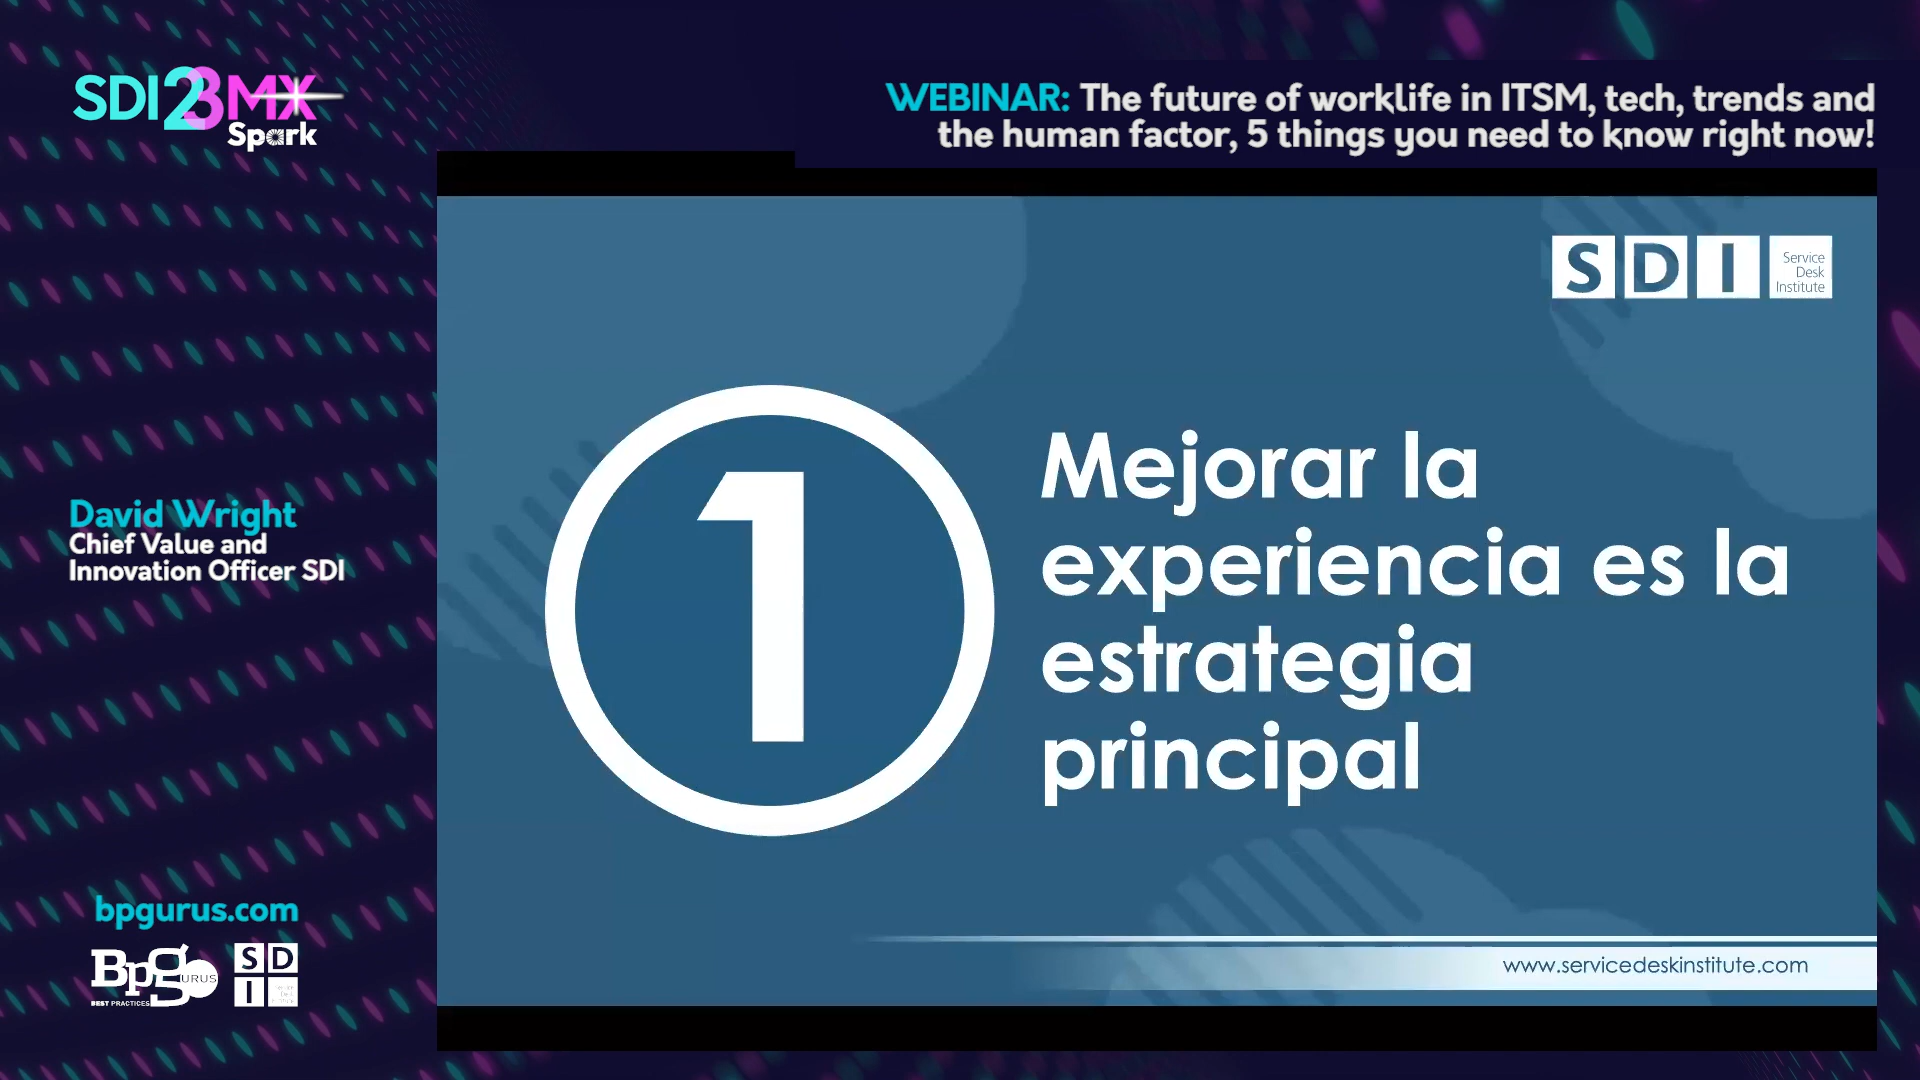 SDI23MX
Spark
WEBINAR: The future of worklife in ITSM, tech, trends and
the human factor, 5 things you need to know right now!
SDI
Service
Desk
Institute
1
Mejorar la
experiencia es la
estrategia
principal
David Wright
Chief Value and
Innovation Officer SDI
bpgurus.com
BpGURUS
BEST PRACTICES
SD
I
www.servicedeskinstitute.com